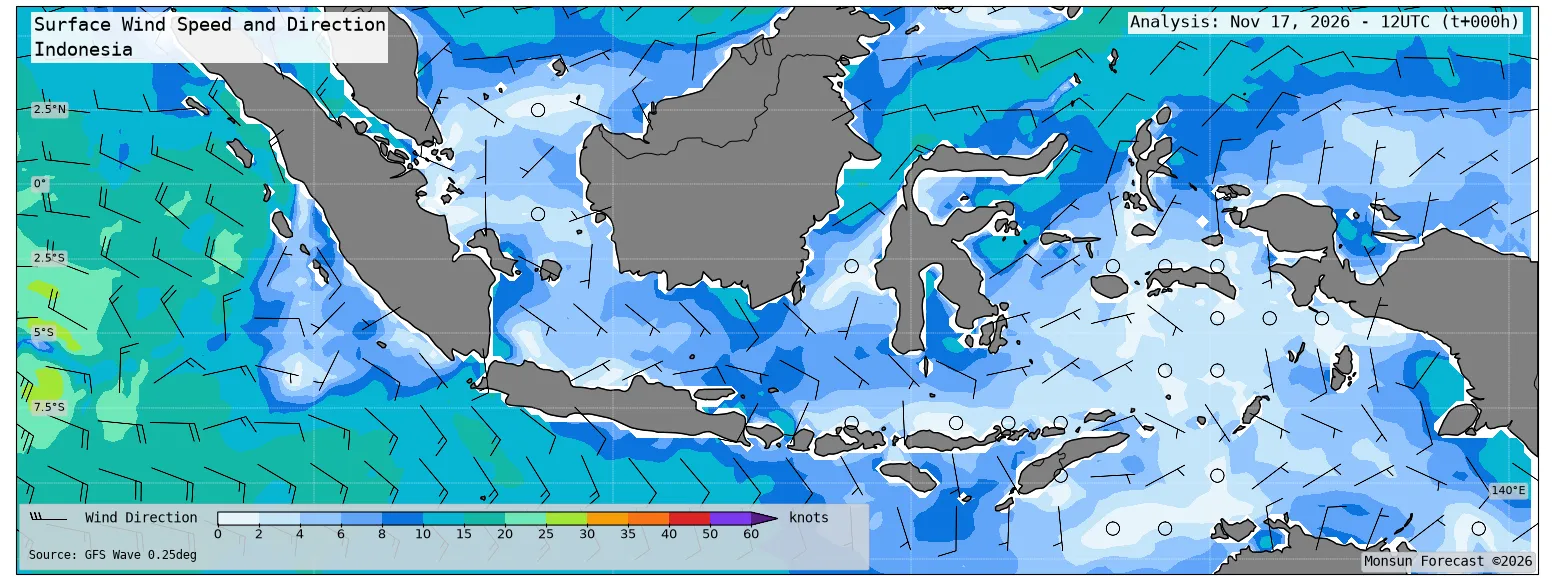 Surface Wind Speed and Direction
Indonesia
Analysis: Nov 17, 2026 - 12UTC (t+000h)
2.5°N
0°
2.5°S
5°S
7.5°S
140°E
Wind Direction
0 2 4 6 8 10 15 20 25 30 35 40 50 60
knots
Source: GFS Wave 0.25deg
Monsun Forecast ©2026